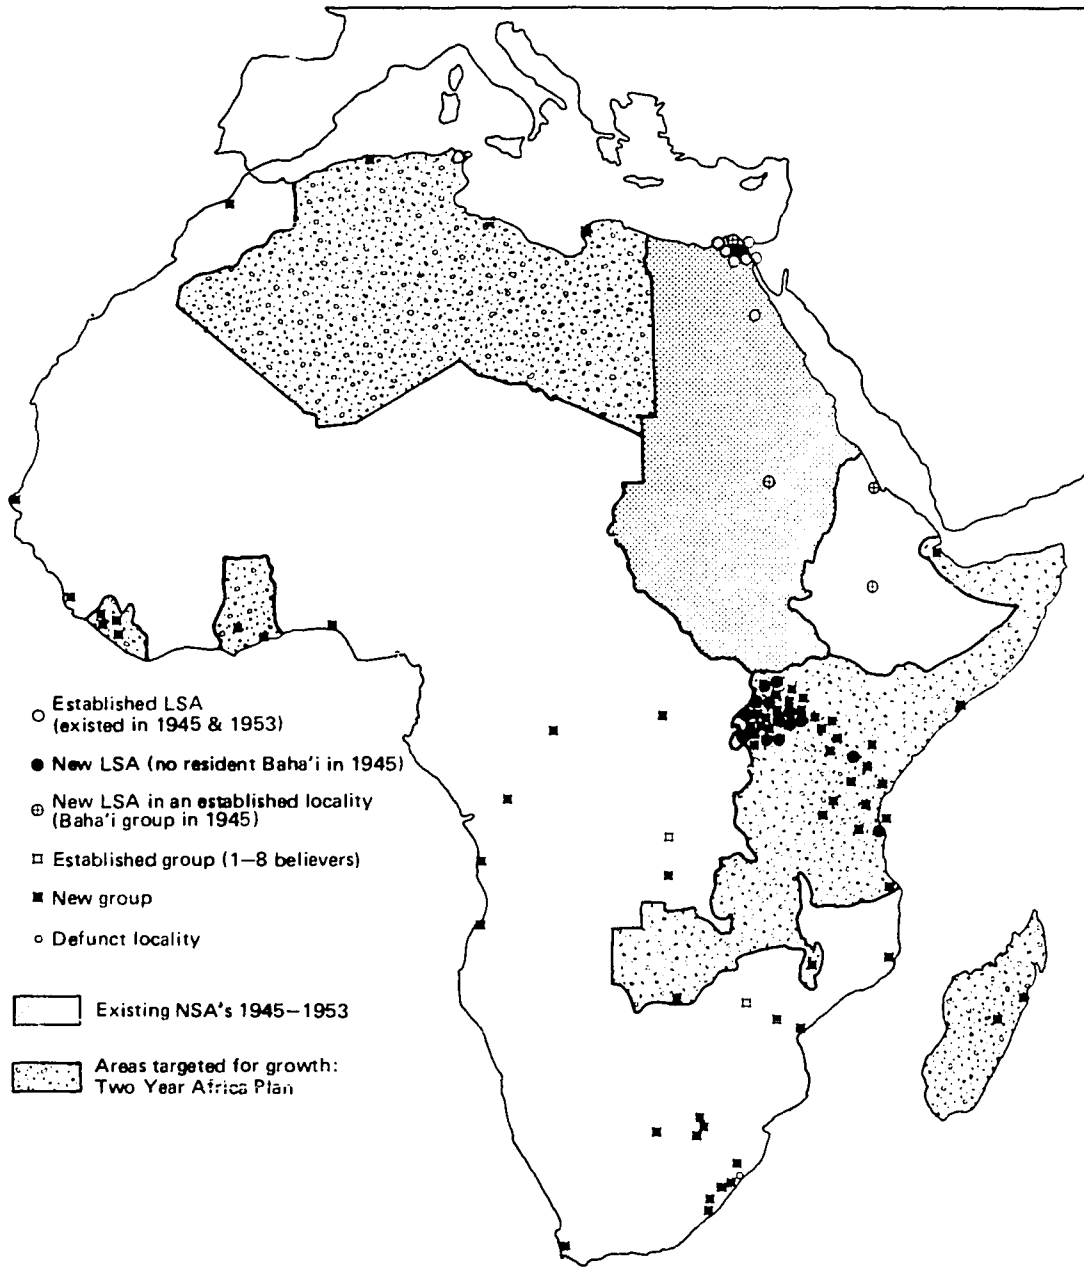 Established LSA
(existed in 1945 & 1953)
New LSA (no resident Baha'i in 1945)
New LSA in an established locality
(Baha'i group in 1945)
Established group (1–8 believers)
New group
Defunct locality
Existing NSA's 1945–1953
Areas targeted for growth:
Two Year Africa Plan